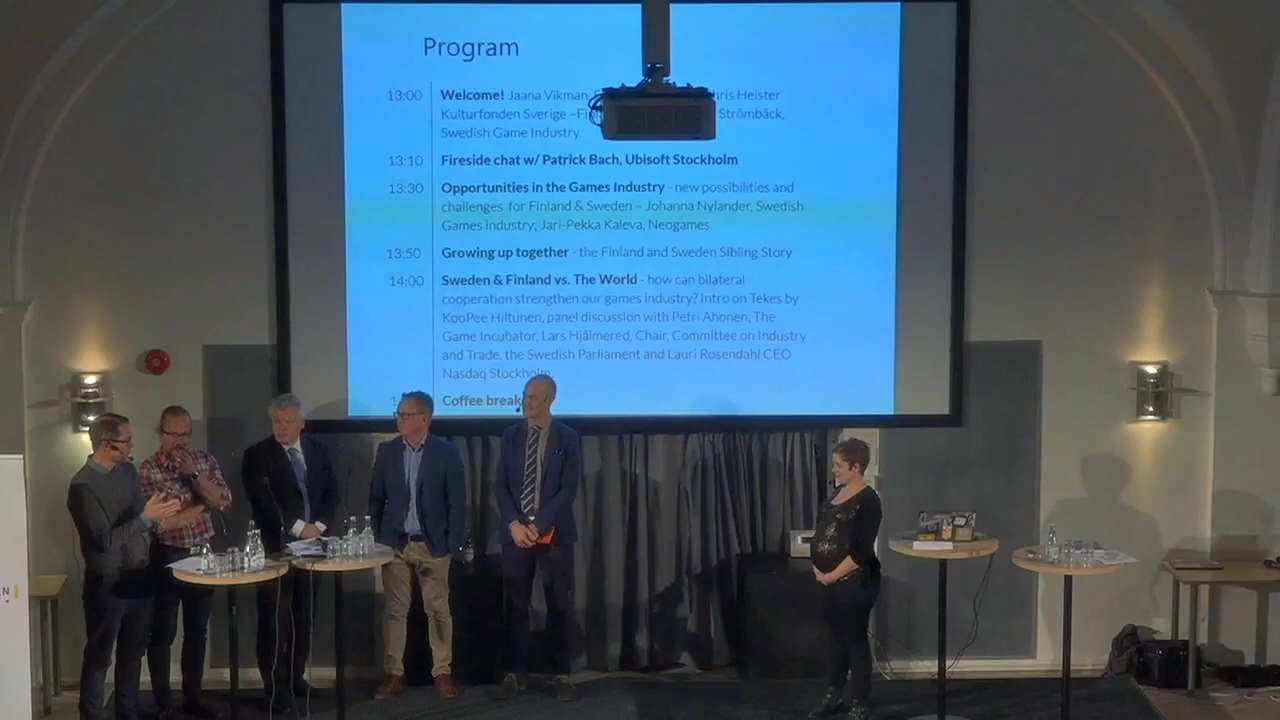 Program
13:00 Welcome! Jaana Vikman, hris Heister
Kulturfonden Sverige –Fin Strömbäck,
Swedish Game Industry
13:10 Fireside chat w/ Patrick Bach, Ubisoft Stockholm
13:30 Opportunities in the Games Industry - new possibilities and
challenges for Finland & Sweden – Johanna Nylander, Swedish
Games industry; Jari-Pekka Kaleva, Neogames
13:50 Growing up together - the Finland and Sweden Sibling Story
14:00 Sweden & Finland vs. The World - how can bilateral
cooperation strengthen our games industry? Intro on Tekes by
KooPee Hiltunen, panel discussion with Petri Ahonen, The
Game Incubator, Lars Hjälmered, Chair, Committee on Industry
and Trade, the Swedish Parliament and Lauri Rosendahl CEO
Nasdaq Stockholm
Coffee break
N